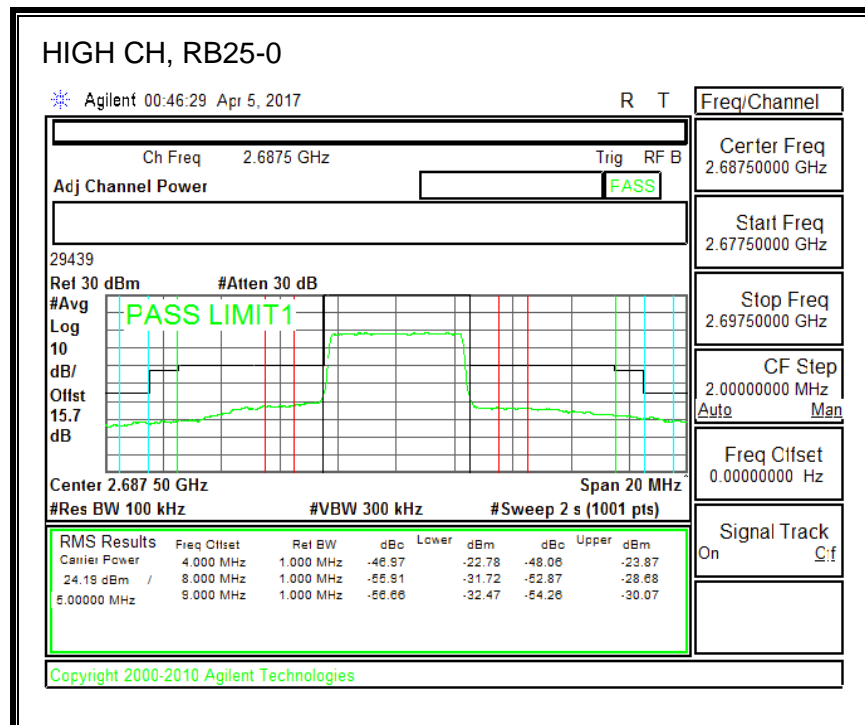 HIGH CH, RB25-0
Agilent 00:46:29 Apr 5, 2017 R T
Freq/Channel
Ch Freq 2.6875 GHz Trig RF B
Adj Channel Power PASS
Center Freq
2.68750000 GHz
Start Freq
2.67750000 GHz
Stop Freq
2.69750000 GHz
CF Step
2.00000000 MHz
Auto Man
Freq Offset
0.00000000 Hz
Signal Track
On Off
29439
Ref 30 dBm #Atten 30 dB
#Avg
Log
10
dB/
Offst
15.7
dB
PASS LIMIT1
Center 2.687 50 GHz Span 20 MHz^
#Res BW 100 kHz #VBW 300 kHz #Sweep 2 s (1001 pts)
RMS Results Freq Offset Ref BW dBc Lower dBm dBc Upper dBm
Carrier Power 4.000 MHz 1.000 MHz -46.97 -22.78 -48.06 -23.87
24.19 dBm / 8.000 MHz 1.000 MHz -55.91 -31.72 -52.87 -28.68
5.00000 MHz 9.000 MHz 1.000 MHz -56.66 -32.47 -54.26 -30.07
Copyright 2000-2010 Agilent Technologies